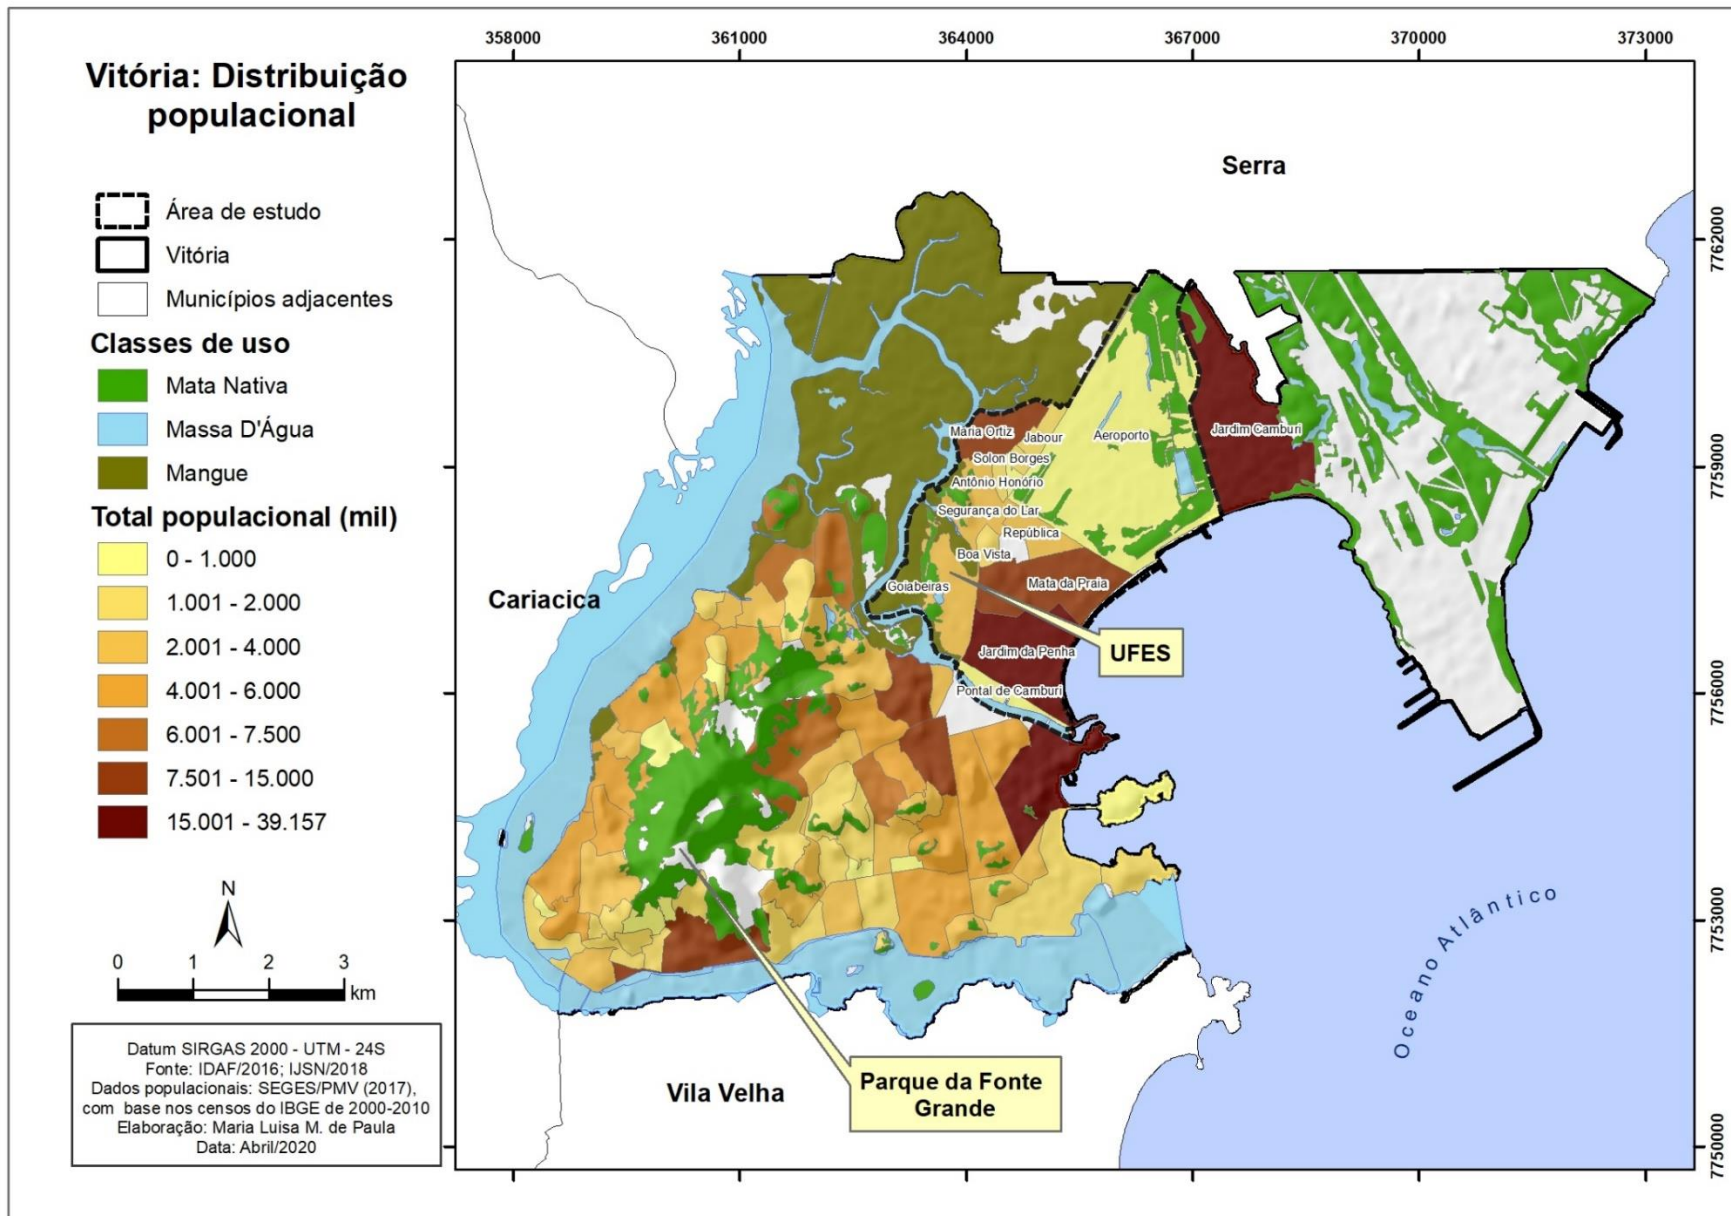 Vitória: Distribuição
populacional
Área de estudo
Vitória
Municípios adjacentes
Classes de uso
Mata Nativa
Massa D'Água
Mangue
Total populacional (mil)
0 - 1.000
1.001 - 2.000
2.001 - 4.000
4.001 - 6.000
6.001 - 7.500
7.501 - 15.000
15.001 - 39.157
N
0 1 2 3
km
Datum SIRGAS 2000 - UTM - 24S
Fonte: IDAF/2016; IJSN/2018
Dados populacionais: SEGES/PMV (2017),
com base nos censos do IBGE de 2000-2010
Elaboração: Maria Luisa M. de Paula
Data: Abril/2020
358000 361000 364000 367000 370000 373000
Serra
7762000
Maria Ortiz
Jabour
Aeroporto
Jardim Camburi
Solon Borges
7759000
Antônio Honório
Segurança do Lar
República
Boa Vista
Goiabeiras
Mata da Praia
Cariacica
UFES
Jardim da Penha
Pontal de Camburi
7756000
7753000
Oceano Atlântico
Parque da Fonte
Grande
Vila Velha
7750000